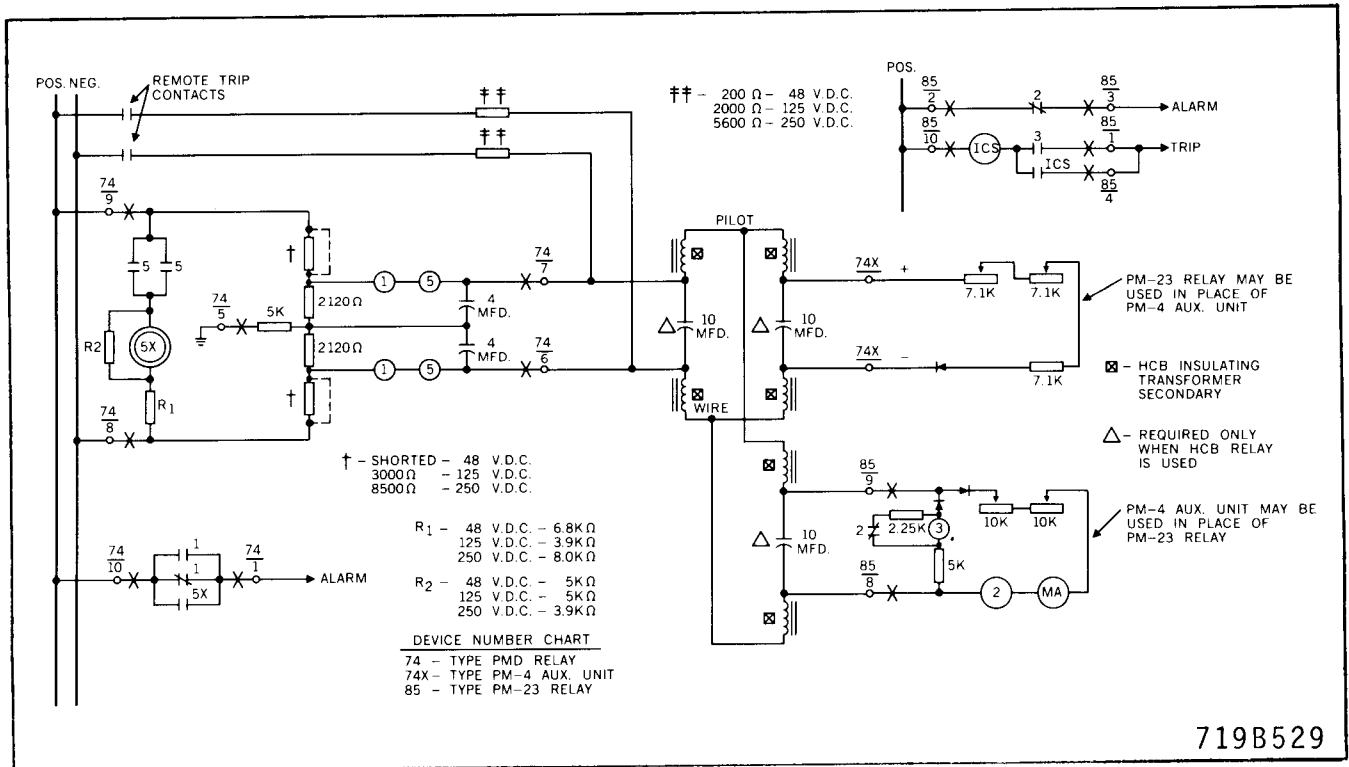 POS. NEG.
REMOTE TRIP
CONTACTS
‡‡
‡‡
‡‡ - 200 Ω - 48 V.D.C.
2000 Ω - 125 V.D.C.
5600 Ω - 250 V.D.C.
POS.
85
2
2
85
3
ALARM
85
10
ICS
3
85
1
TRIP
ICS
85
4
74
9
5
5
†
74
5
5K
2120Ω
2120Ω
R2
5X
R1
†
74
8
1
5
4
MFD.
4
MFD.
1
5
74
7
74
6
PILOT
10
MFD.
10
MFD.
WIRE
74X
+
7.1K
7.1K
74X
-
7.1K
PM-23 RELAY MAY BE
USED IN PLACE OF
PM-4 AUX. UNIT
- HCB INSULATING
TRANSFORMER
SECONDARY
- REQUIRED ONLY
WHEN HCB RELAY
IS USED
† - SHORTED - 48 V.D.C.
3000Ω - 125 V.D.C.
8500Ω - 250 V.D.C.
R1 - 48 V.D.C. - 6.8KΩ
125 V.D.C. - 3.9KΩ
250 V.D.C. - 8.0KΩ
R2 - 48 V.D.C. - 5KΩ
125 V.D.C. - 5KΩ
250 V.D.C. - 3.9KΩ
74
10
1
1
5X
74
1
ALARM
85
9
2
2.25K
3
5K
10K
10K
10
MFD.
85
8
2
MA
PM-4 AUX. UNIT MAY BE
USED IN PLACE OF
PM-23 RELAY
DEVICE NUMBER CHART
74 - TYPE PMD RELAY
74X - TYPE PM-4 AUX. UNIT
85 - TYPE PM-23 RELAY
719B529